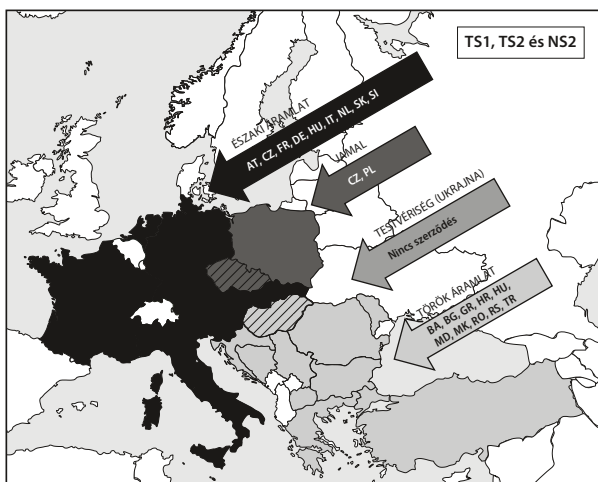 TS1, TS2 és NS2
ÉSZAKI ÁRAMLAT
AT, CZ, FR, DE, HU, IT, NL, SK, SI
JAMAL
CZ, PL
TESTVÉRISÉG (UKRAJNA)
Nincs szerződés
TÖRÖK ÁRAMLAT
BA, BG, GR, HR, HU,
MD, MK, RO, RS, TR